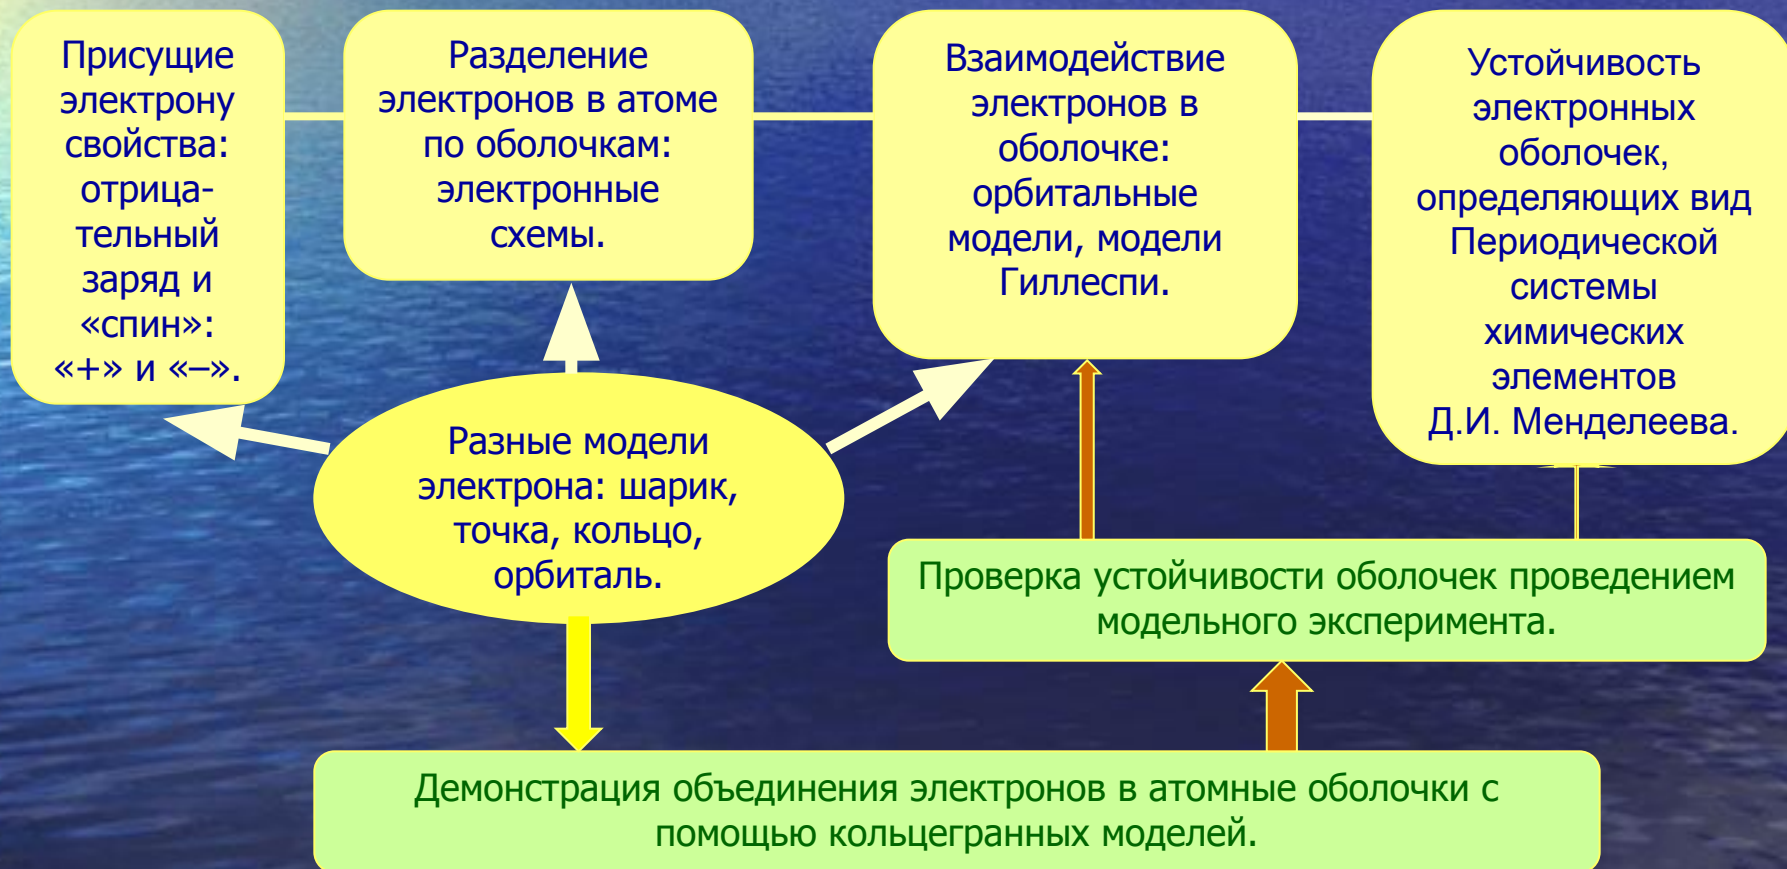 Присущие
электрону
свойства:
отрица-
тельный
заряд и
«спин»:
«+» и «–».
Разделение
электронов в атоме
по оболочкам:
электронные
схемы.
Взаимодействие
электронов в
оболочке:
орбитальные
модели, модели
Гиллеспи.
Устойчивость
электронных
оболочек,
определяющих вид
Периодической
системы
химических
элементов
Д.И. Менделеева.
Разные модели
электрона: шарик,
точка, кольцо,
орбиталь.
Проверка устойчивости оболочек проведением
модельного эксперимента.
Демонстрация объединения электронов в атомные оболочки с
помощью кольцегранных моделей.